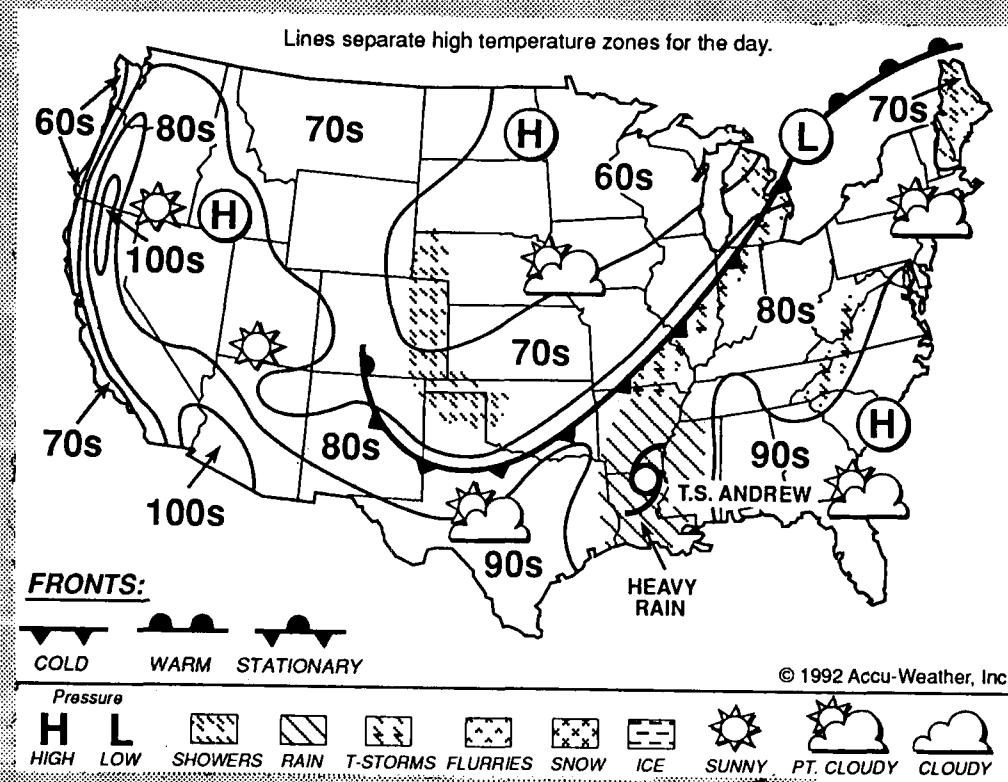 Lines separate high temperature zones for the day.
60s
80s
70s
H
60s
L
70s
H
100s
80s
70s
70s
80s
H
90s
T.S. ANDREW
100s
90s
HEAVY
RAIN
FRONTS:
COLD
WARM
STATIONARY
© 1992 Accu-Weather, Inc
Pressure
H
L
HIGH
LOW
SHOWERS
RAIN
T-STORMS
FLURRIES
SNOW
ICE
SUNNY
PT. CLOUDY
CLOUDY